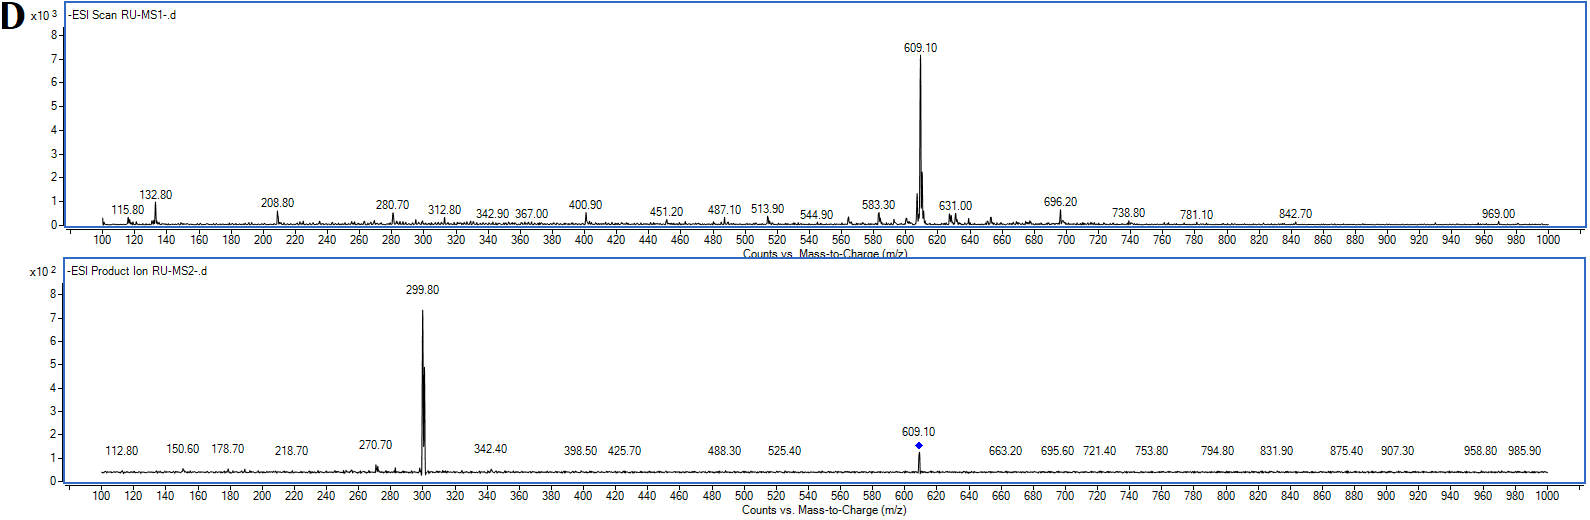 D
x10 3
-ESI Scan RU-MS1-.d
8
7
6
5
4
3
2
1
0
609.10
115.80 132.80 208.80 280.70 312.80 342.90 367.00 400.90 451.20 487.10 513.90 544.90 583.30 631.00 696.20 738.80 781.10 842.70 969.00
100 120 140 160 180 200 220 240 260 280 300 320 340 360 380 400 420 440 460 480 500 520 540 560 580 600 620 640 660 680 700 720 740 760 780 800 820 840 860 880 900 920 940 960 980 1000
Counts vs. Mass-to-Charge (m/z)
x10 2
-ESI Product Ion RU-MS2-.d
8
7
6
5
4
3
2
1
0
299.80
609.10
112.80 150.60 178.70 218.70 270.70 342.40 398.50 425.70 488.30 525.40 663.20 695.60 721.40 753.80 794.80 831.90 875.40 907.30 958.80 985.90
100 120 140 160 180 200 220 240 260 280 300 320 340 360 380 400 420 440 460 480 500 520 540 560 580 600 620 640 660 680 700 720 740 760 780 800 820 840 860 880 900 920 940 960 980 1000
Counts vs. Mass-to-Charge (m/z)